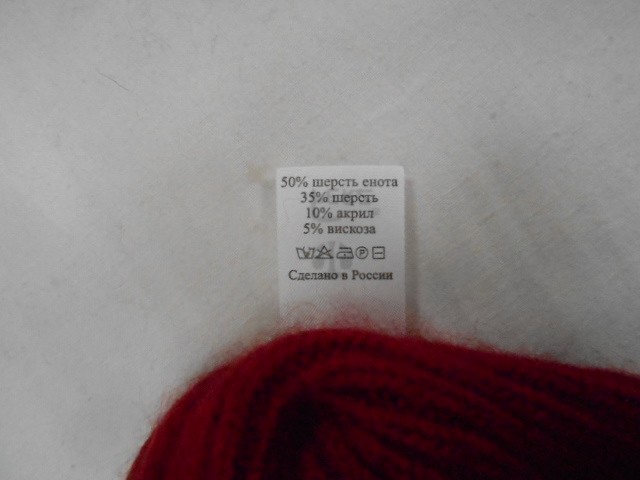 50% шерсть енота
35% шерсть
10% акрил
5% вискоза
Сделано в России